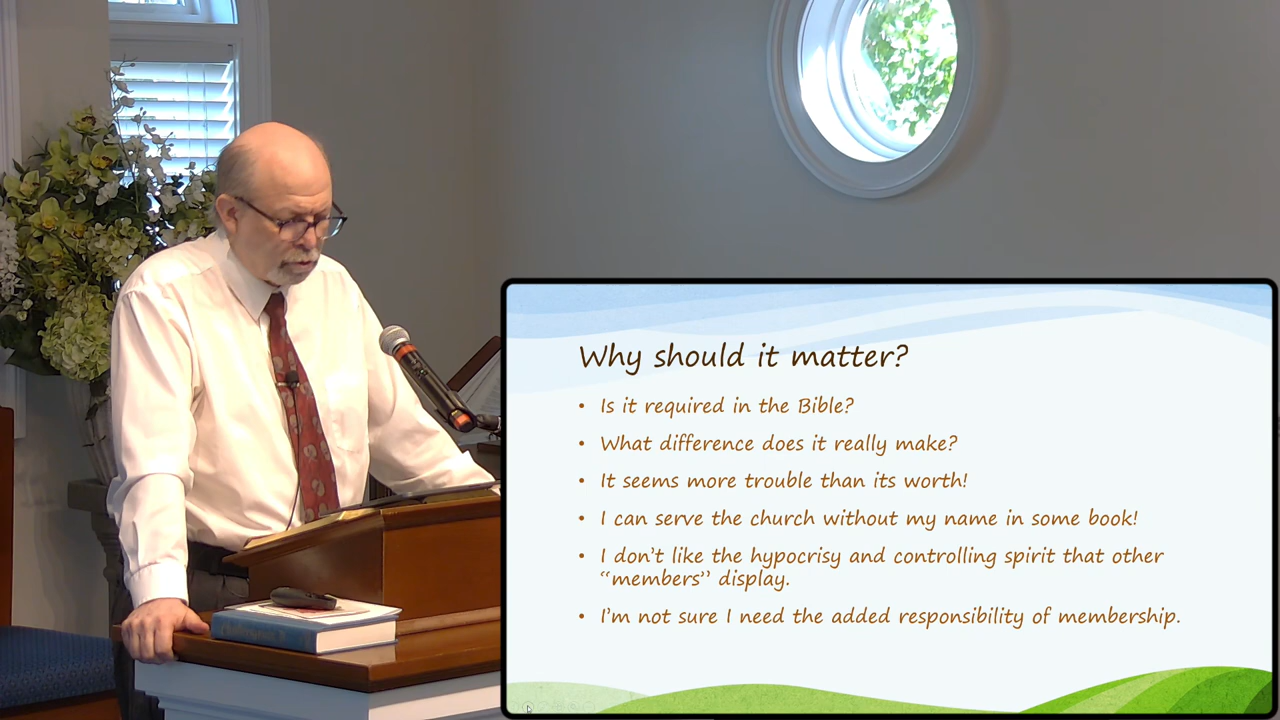 Why should it matter?
• Is it required in the Bible?
• What difference does it really make?
• It seems more trouble than its worth!
• I can serve the church without my name in some book!
• I don't like the hypocrisy and controlling spirit that other
“members” display.
• I'm not sure I need the added responsibility of membership.